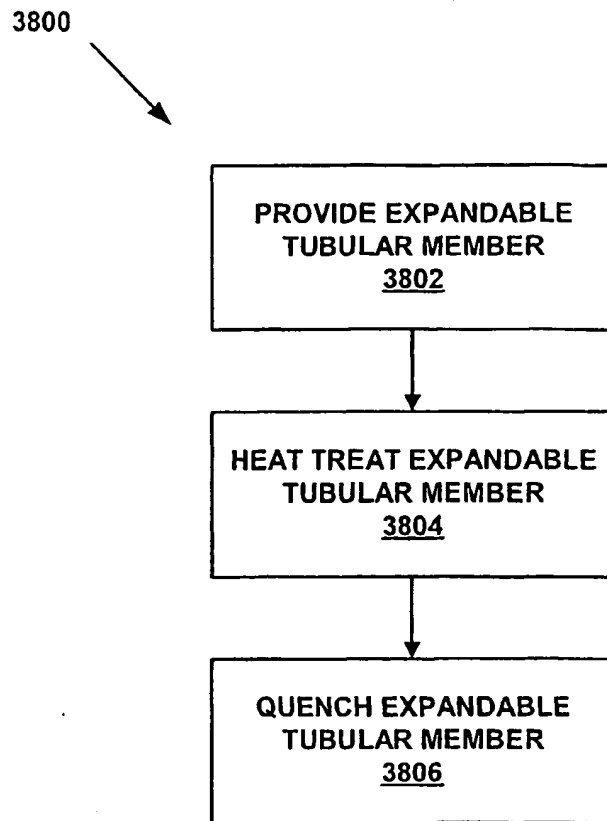 3800
PROVIDE EXPANDABLE
TUBULAR MEMBER
3802
HEAT TREAT EXPANDABLE
TUBULAR MEMBER
3804
QUENCH EXPANDABLE
TUBULAR MEMBER
3806